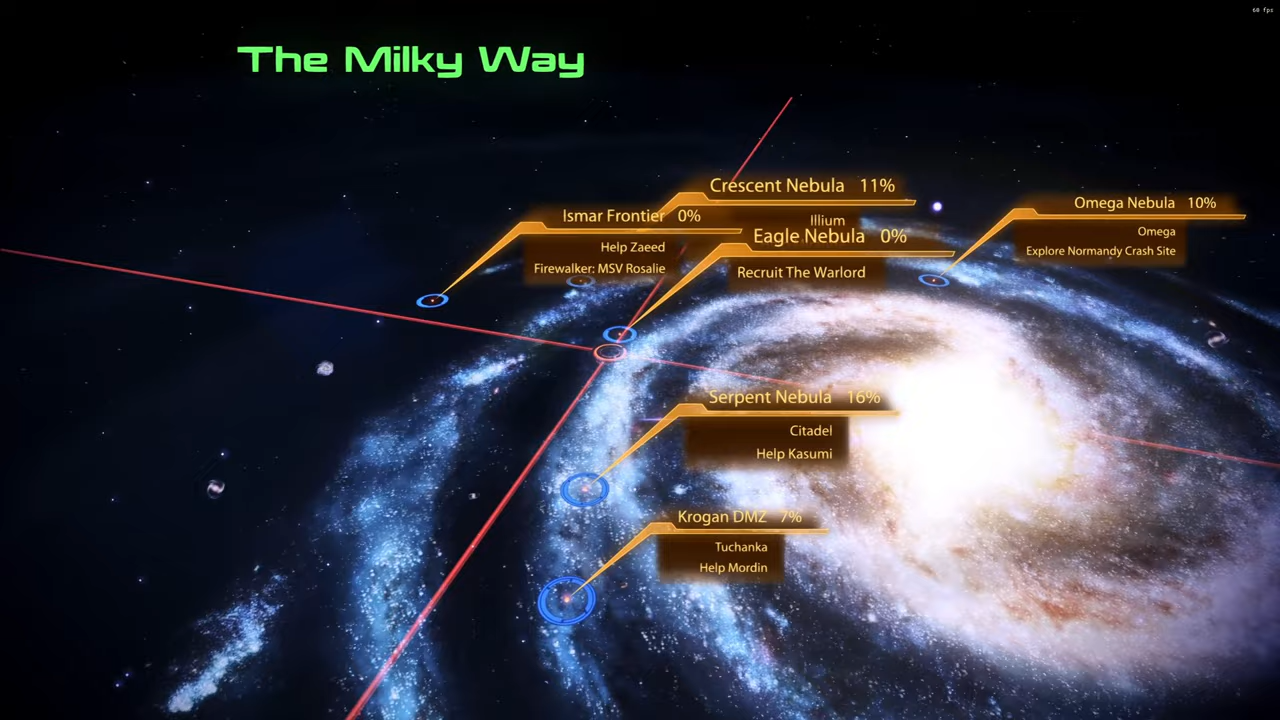 60 fps
The Milky Way
Crescent Nebula 11%
Illium
Ismar Frontier 0%
Help Zaeed
Firewalker: MSV Rosalie
Eagle Nebula 0%
Recruit The Warlord
Omega Nebula 10%
Omega
Explore Normandy Crash Site
Serpent Nebula 16%
Citadel
Help Kasumi
Krogan DMZ 7%
Tuchanka
Help Mordin